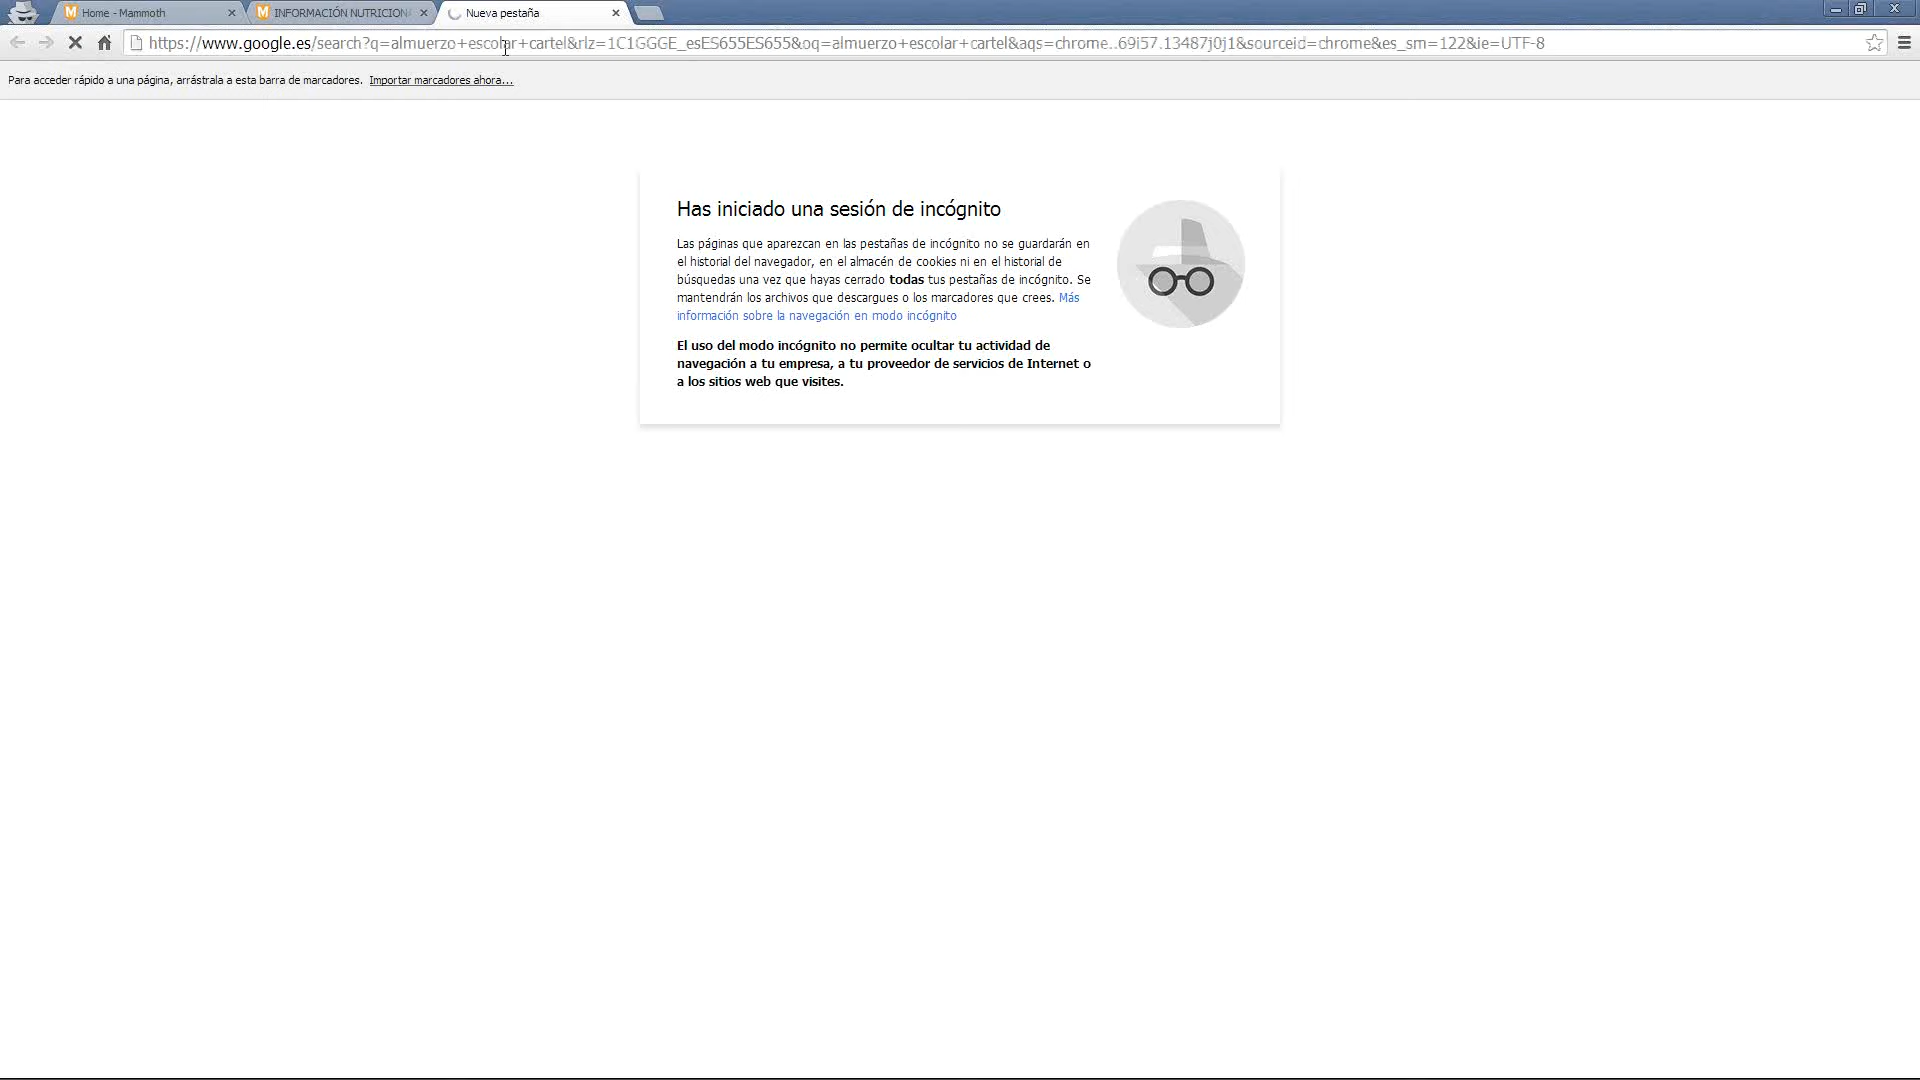 Home - Mammoth
INFORMACIÓN NUTRICION
Nueva pestaña
https://www.google.es/search?q=almuerzo+escolar+cartel&rlz=1C1GGGE_esES655ES655&oq=almuerzo+escolar+cartel&aqs=chrome..69i57.13487j0j1&sourceid=chrome&es_sm=122&ie=UTF-8
Para acceder rápido a una página, arrástrala a esta barra de marcadores. Importar marcadores ahora...
Has iniciado una sesión de incógnito
Las páginas que aparezcan en las pestañas de incógnito no se guardarán en
el historial del navegador, en el almacén de cookies ni en el historial de
búsquedas una vez que hayas cerrado todas tus pestañas de incógnito. Se
mantendrán los archivos que descargues o los marcadores que crees. Más
información sobre la navegación en modo incógnito
El uso del modo incógnito no permite ocultar tu actividad de
navegación a tu empresa, a tu proveedor de servicios de Internet o
a los sitios web que visites.